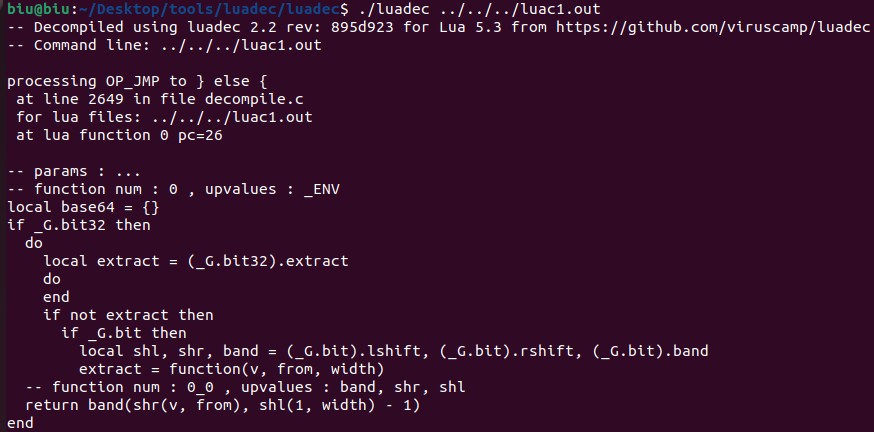 biu@biu:~/Desktop/tools/luadec/luadec$ ./luadec ../../../luac1.out
-- Decompiled using luadec 2.2 rev: 895d923 for Lua 5.3 from https://github.com/viruscamp/luadec
-- Command line: ../../../luac1.out

processing OP_JMP to } else {
 at line 2649 in file decompile.c
 for lua files: ../../../luac1.out
 at lua function 0 pc=26

-- params : ...
-- function num : 0 , upvalues : _ENV
local base64 = {}
if _G.bit32 then
  do
    local extract = (_G.bit32).extract
    do
    end
    if not extract then
      if _G.bit then
        local shl, shr, band = (_G.bit).lshift, (_G.bit).rshift, (_G.bit).band
        extract = function(v, from, width)
  -- function num : 0_0 , upvalues : band, shr, shl
  return band(shr(v, from), shl(1, width) - 1)
end